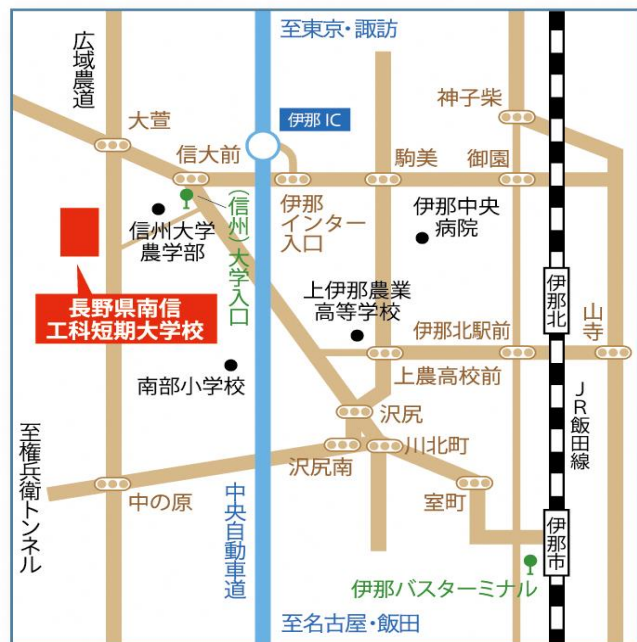 至東京・諏訪
広域農道
大萱
伊那 IC
神子柴
信大前
駒美
御園
(信州)大学入口
伊那
インター
入口
伊那中央
病院
信州大学
農学部
長野県南信
工科短期大学校
上伊那農業
高等学校
伊那北
山寺
伊那北駅前
上農高校前
南部小学校
JR飯田線
沢尻
至権兵衛トンネル
沢尻南
川北町
中の原
中央自動車道
室町
伊那市
伊那バスターミナル
至名古屋・飯田